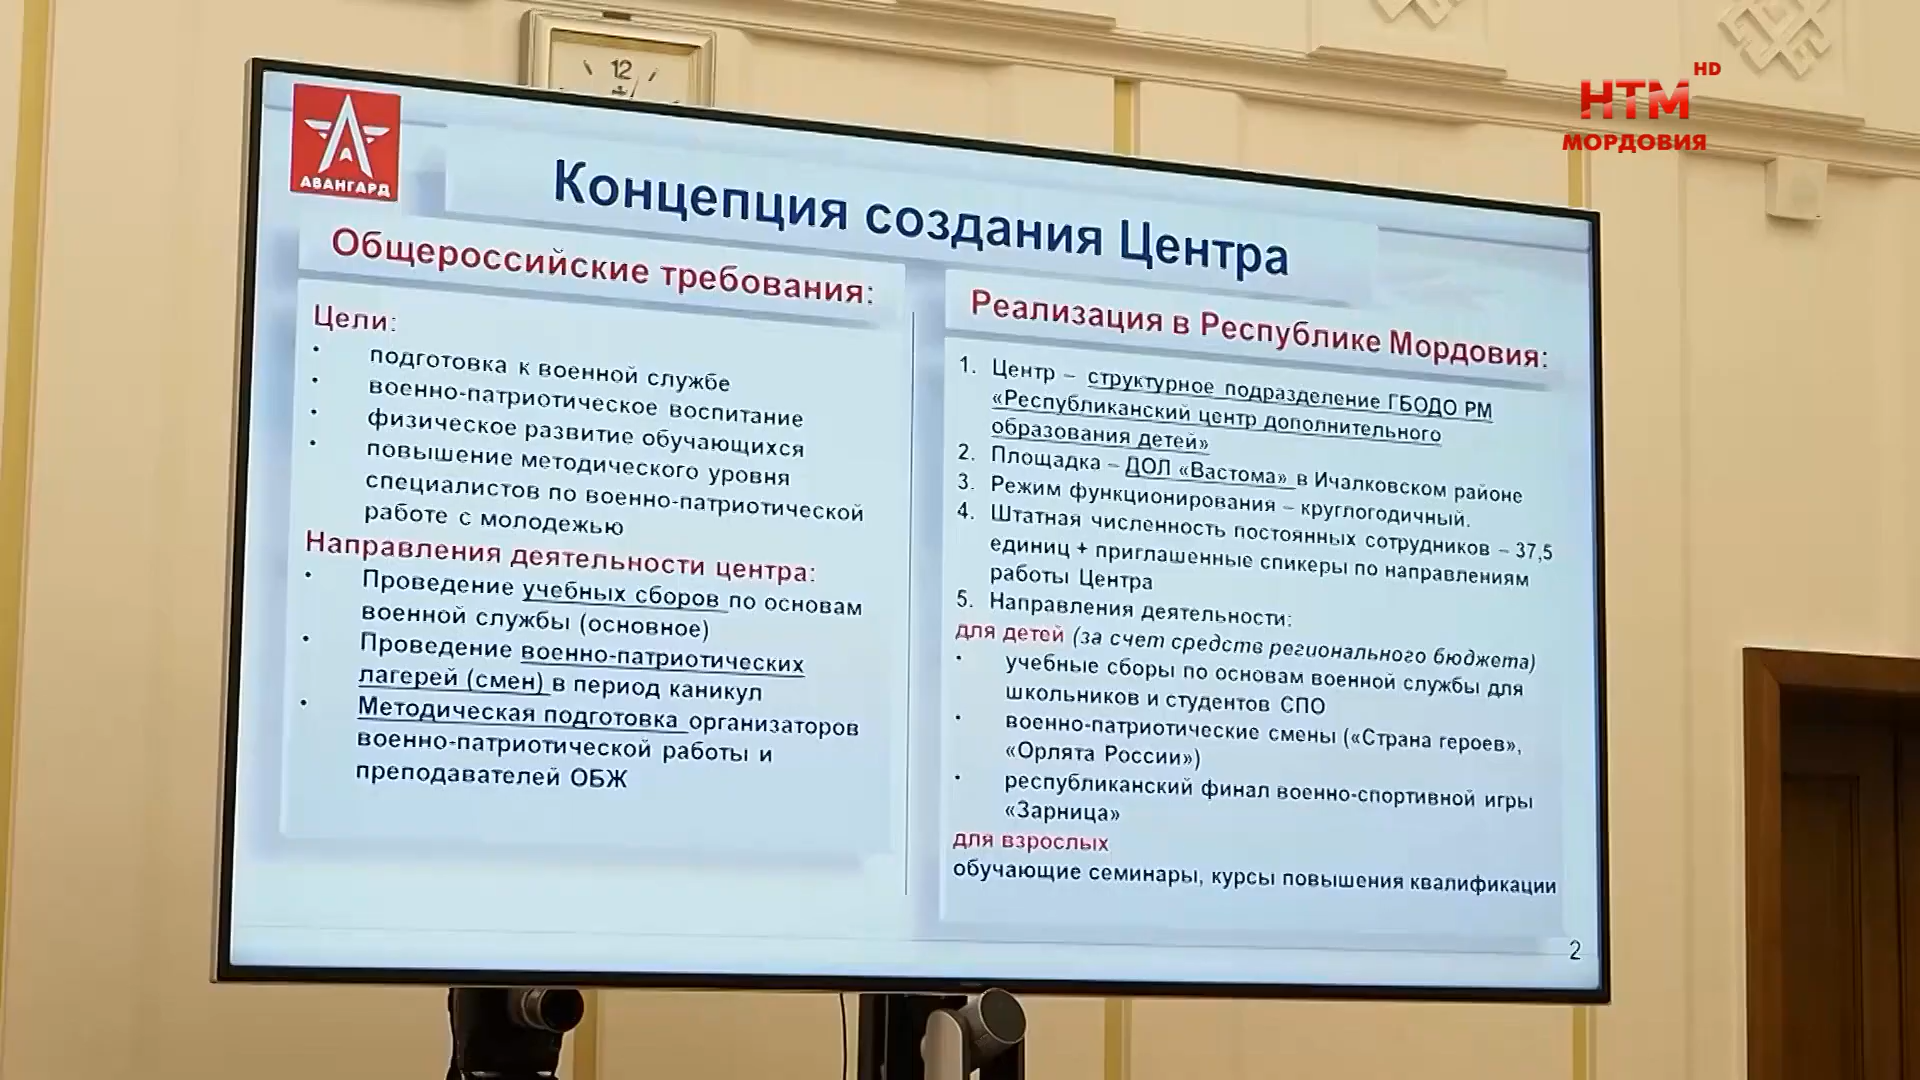 12
HD
НТМ
МОРДОВИЯ
А
АВАНГАРД
Концепция создания Центра
Общероссийские требования:
Цели:
• подготовка к военной службе
• военно-патриотическое воспитание
• физическое развитие обучающихся
• повышение методического уровня
специалистов по военно-патриотической
работе с молодежью
Направления деятельности центра:
• Проведение учебных сборов по основам
военной службы (основное)
• Проведение военно-патриотических
лагерей (смен) в период каникул
• Методическая подготовка организаторов
военно-патриотической работы и
преподавателей ОБЖ
Реализация в Республике Мордовия:
1. Центр – структурное подразделение ГБОДО РМ
«Республиканский центр дополнительного
образования детей»
2. Площадка – ДОЛ «Вастома» в Ичалковском районе
3. Режим функционирования – круглогодичный.
4. Штатная численность постоянных сотрудников – 37,5
единиц + приглашенные спикеры по направлениям
работы Центра
5. Направления деятельности:
для детей (за счет средств регионального бюджета)
• учебные сборы по основам военной службы для
школьников и студентов СПО
• военно-патриотические смены («Страна героев»,
«Орлята России»)
• республиканский финал военно-спортивной игры
«Зарница»
для взрослых
обучающие семинары, курсы повышения квалификации
2